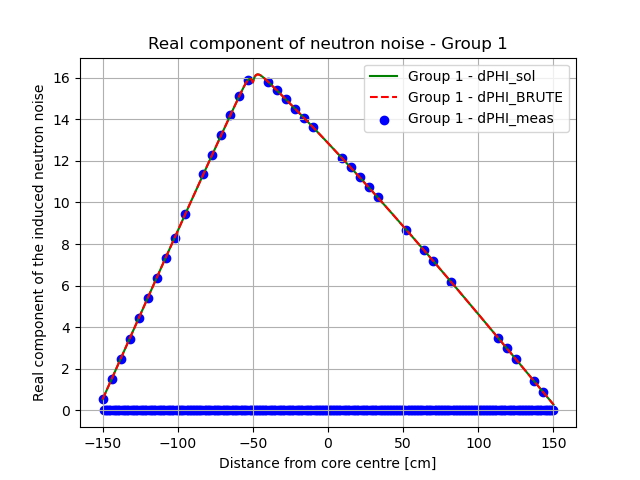 Real component of neutron noise - Group 1
Group 1 - dPHI_sol
Group 1 - dPHI_BRUTE
Group 1 - dPHI_meas
Real component of the induced neutron noise
16
14
12
10
8
6
4
2
0
−150
−100
−50
0
50
100
150
Distance from core centre [cm]